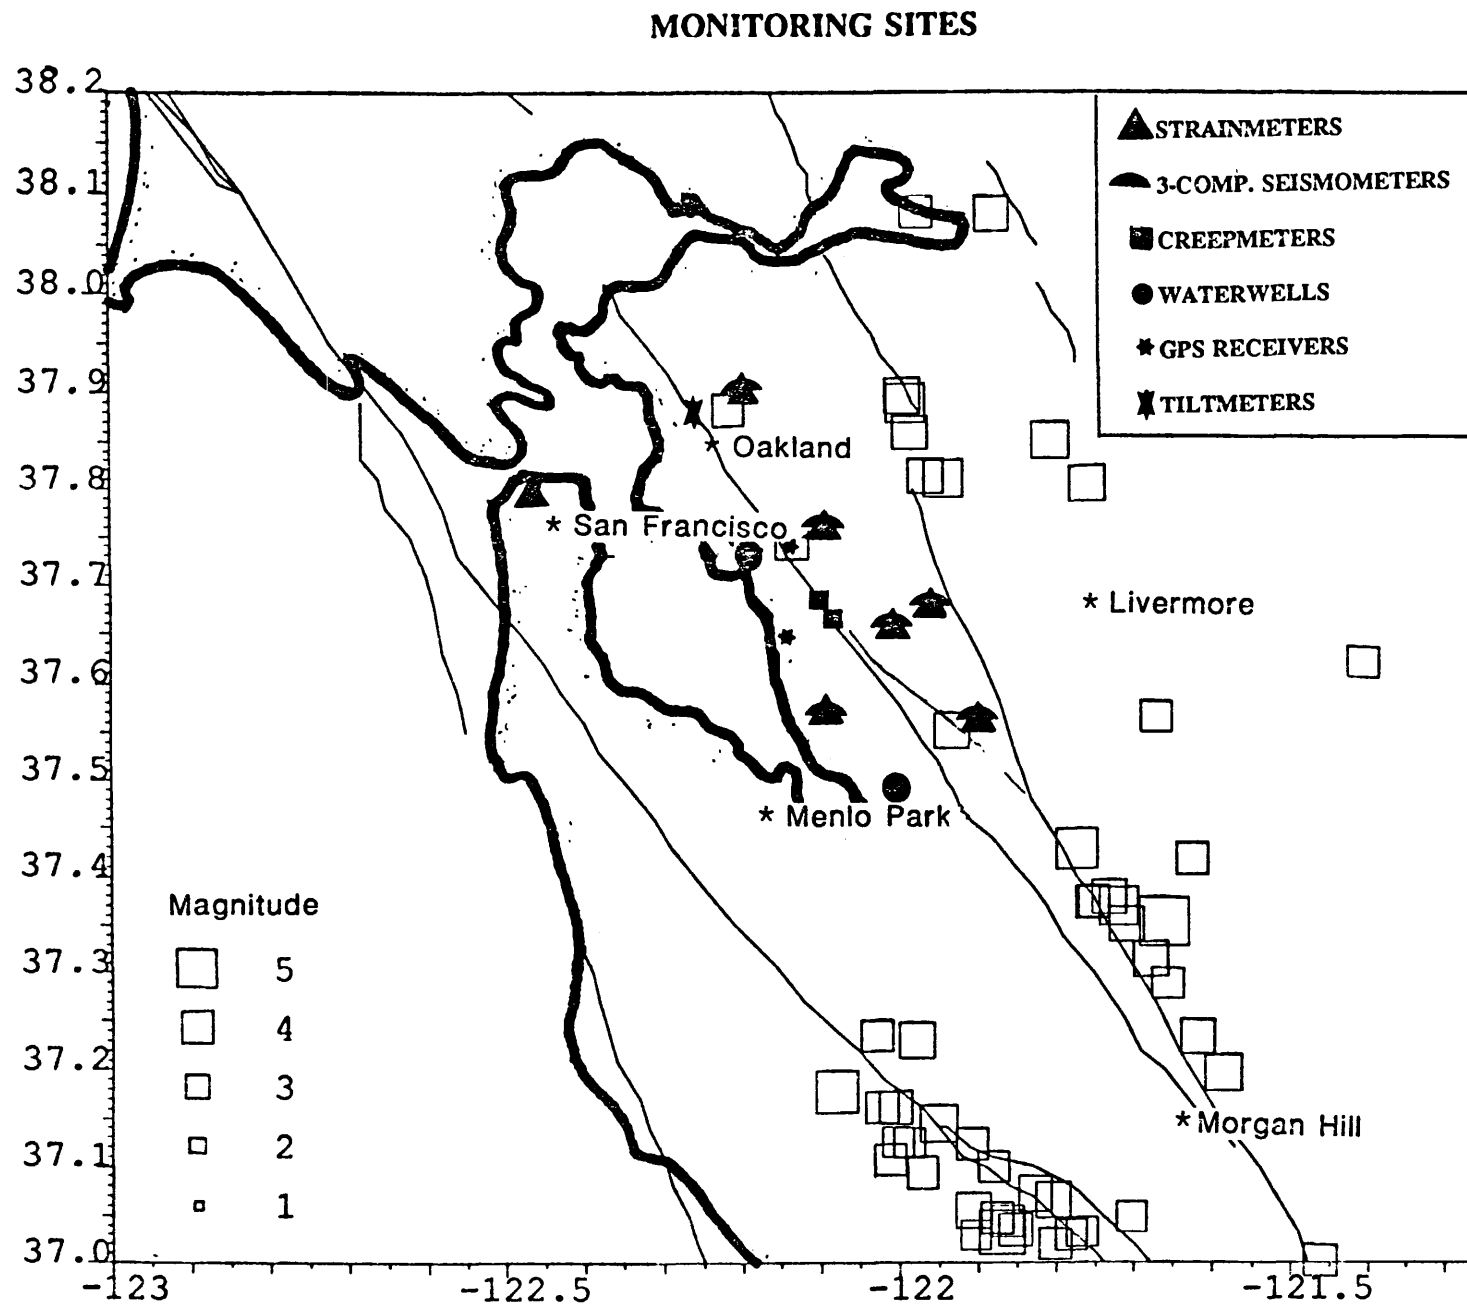 MONITORING SITES
38.2
38.1
38.0
37.9
37.8
37.7
37.6
37.5
37.4
37.3
37.2
37.1
37.0
-123
-122.5
-122
-121.5
STRAINMETERS
3-COMP. SEISMOMETERS
CREEPMETERS
WATERWELLS
GPS RECEIVERS
TILTMETERS
* Oakland
* San Francisco
* Livermore
* Menlo Park
* Morgan Hill
Magnitude
5
4
3
2
1